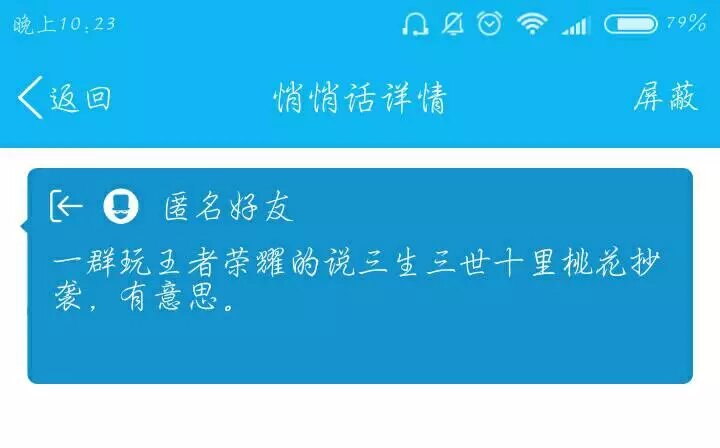 晚上10:23 79%
返回 悄悄话详情 屏蔽
匿名好友
一群玩王者荣耀的说三生三世十里桃花抄
袭，有意思。